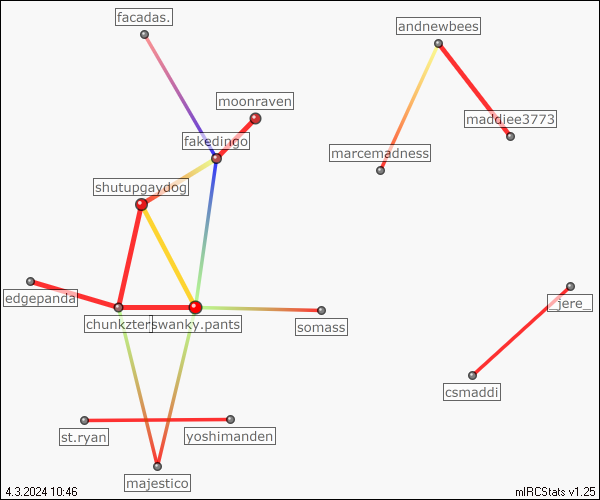 facadas.
andnewbees
moonraven
maddiee3773
fakedingo
marcemadness
shutupgaydog
edgepanda
_jere_
chunkzter
swanky.pants
somass
csmaddi
st.ryan
yoshimanden
majestico
4.3.2024 10:46
mIRCStats v1.25